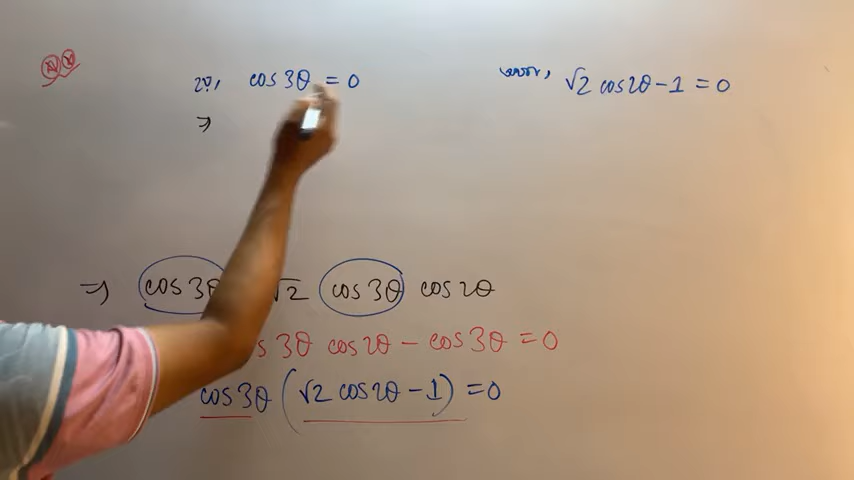 হয়, cos 3θ = 0
অথবা, √2 cos 2θ − 1 = 0
⇒
⇒ cos 3θ √2 cos 3θ cos 2θ
3θ cos 2θ − cos 3θ = 0
cos 3θ (√2 cos 2θ − 1) = 0